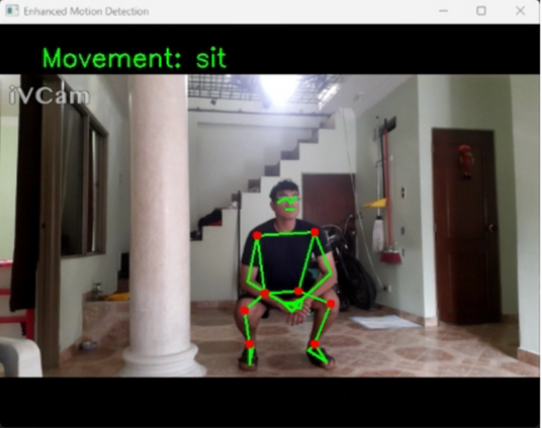 Enhanced Motion Detection
Movement: sit
iVCam